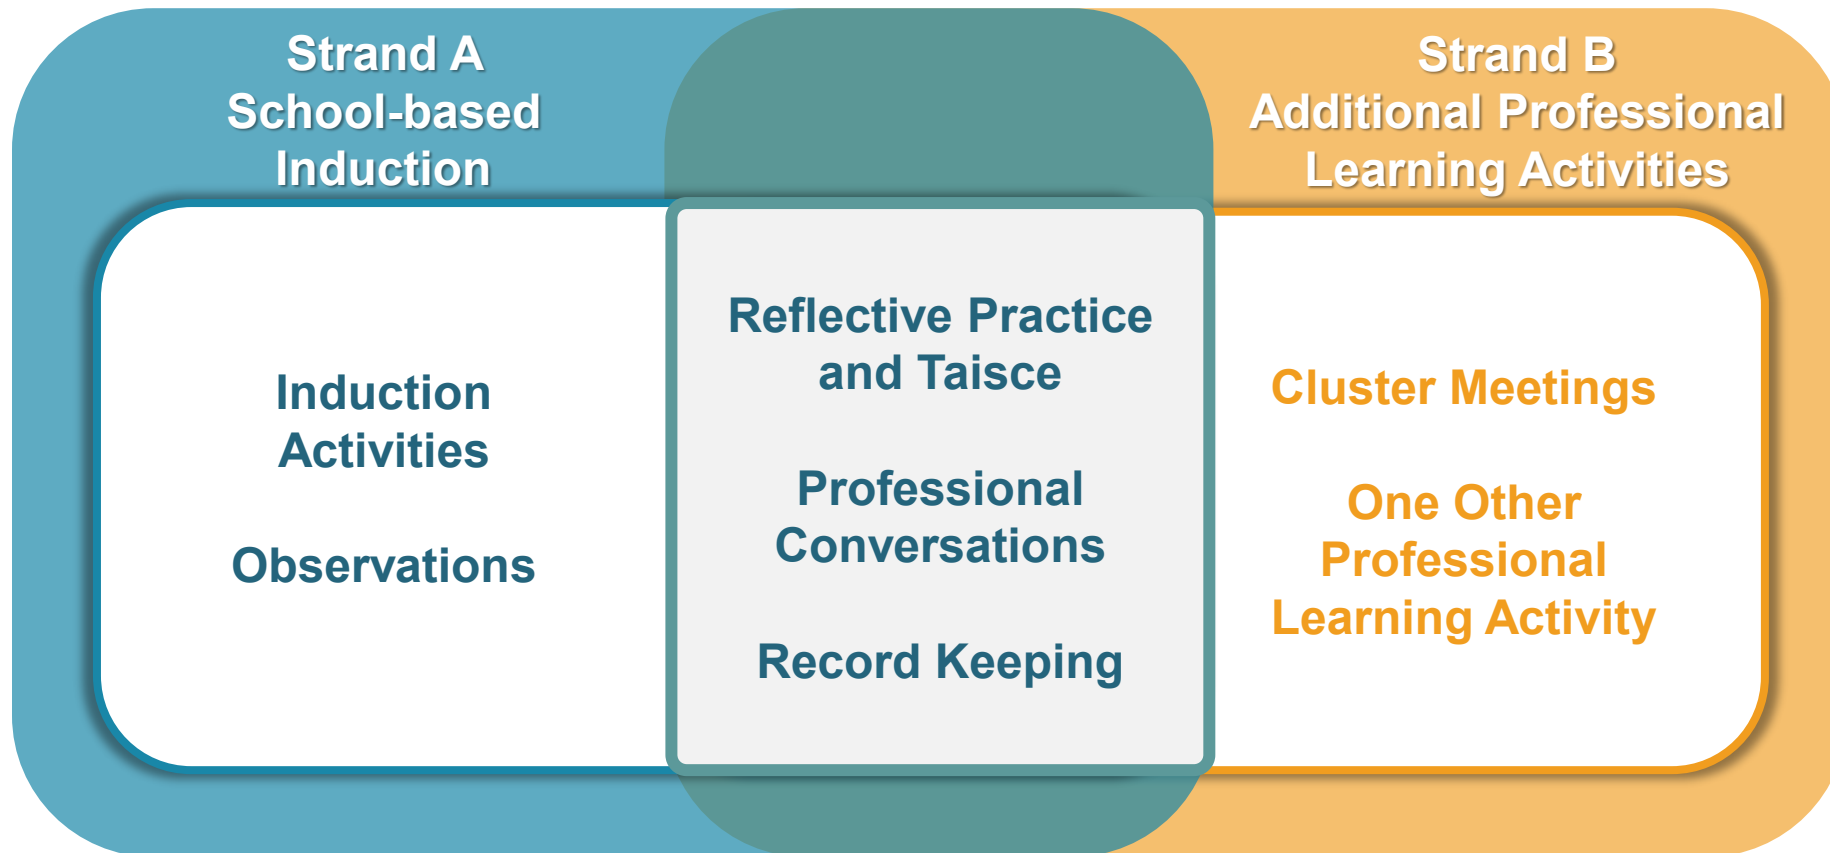 Strand A
School-based
Induction
Induction
Activities
Observations
Reflective Practice
and Taisce
Professional
Conversations
Record Keeping
Strand B
Additional Professional
Learning Activities
Cluster Meetings
One Other
Professional
Learning Activity